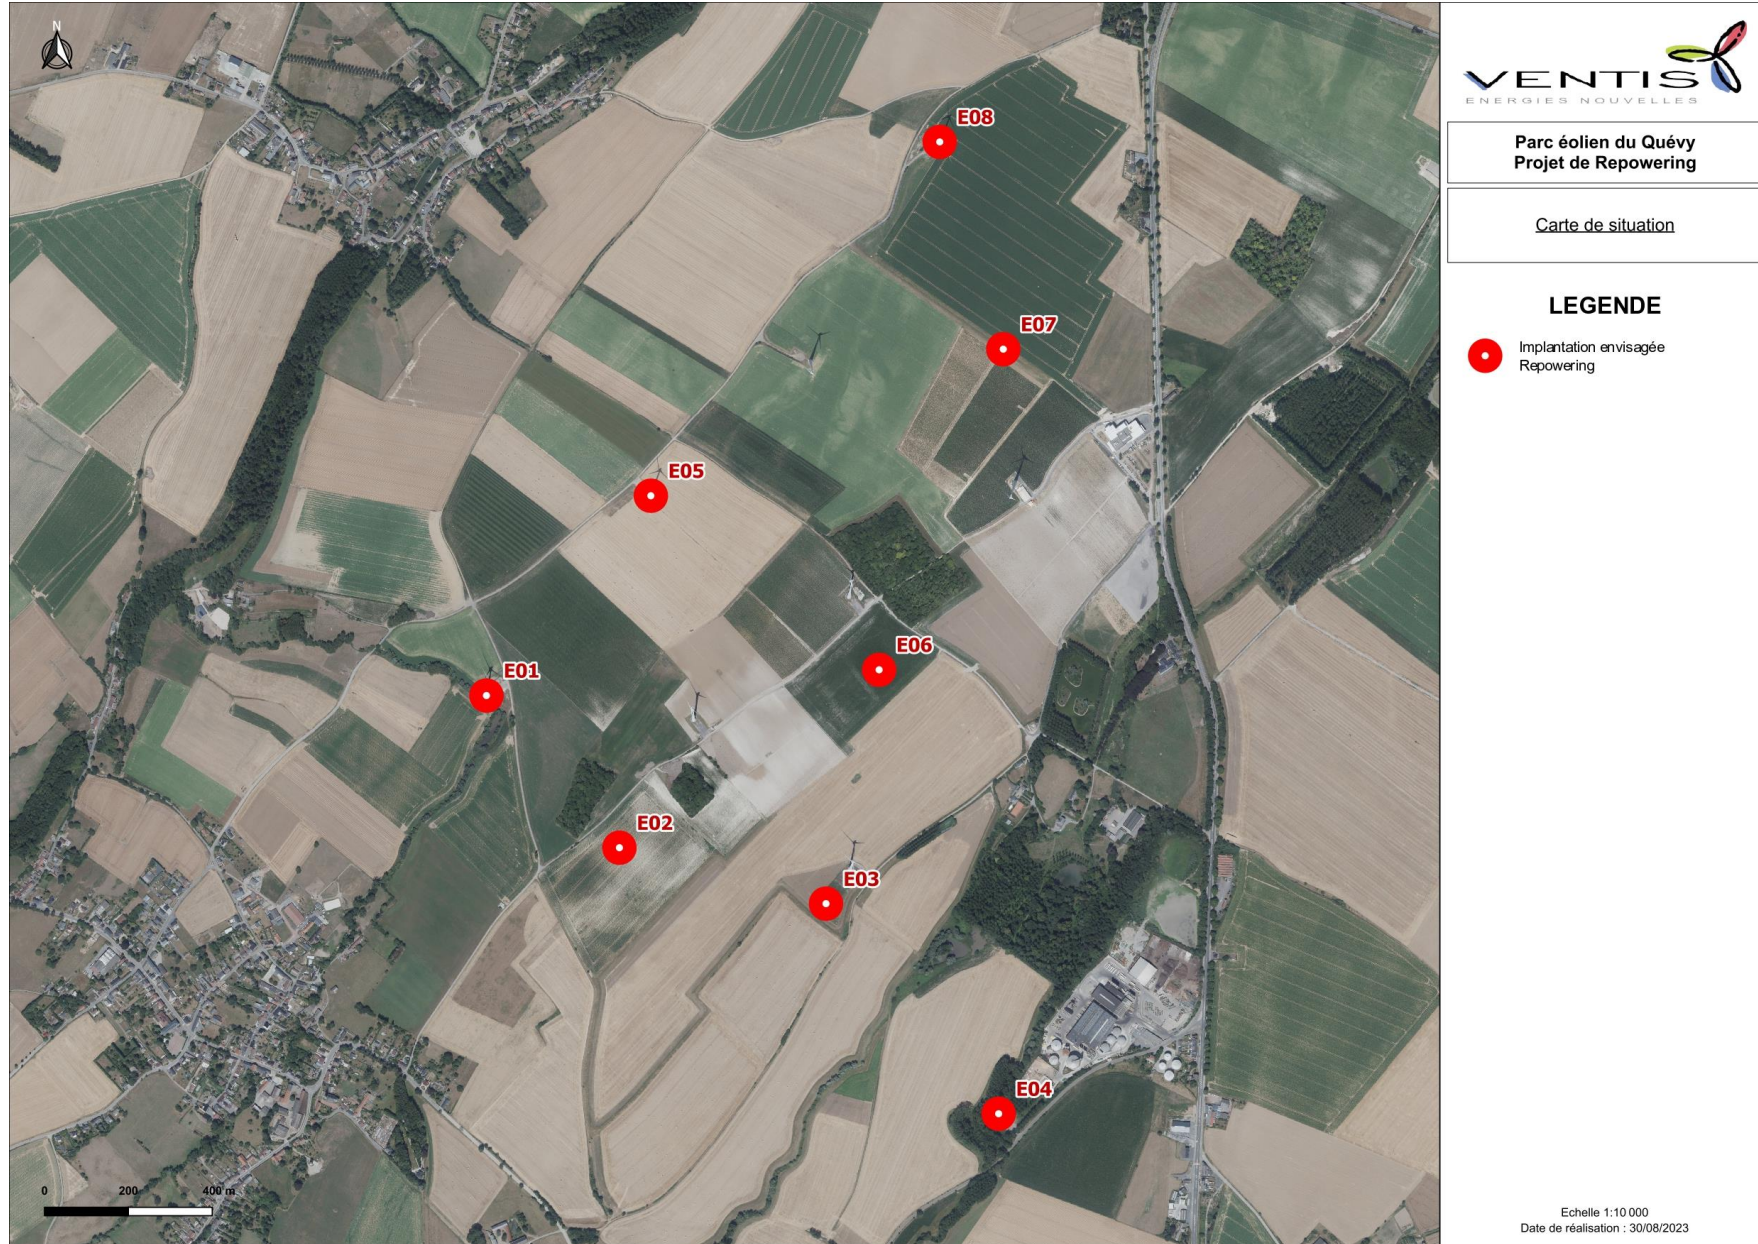 N
VENTIS
ENERGIES NOUVELLES
Parc éolien du Quévy
Projet de Repowering
Carte de situation
LEGENDE
Implantation envisagée
Repowering
E08
E07
E05
E06
E01
E02
E03
E04
0 200 400 m
Echelle 1:10 000
Date de réalisation : 30/08/2023